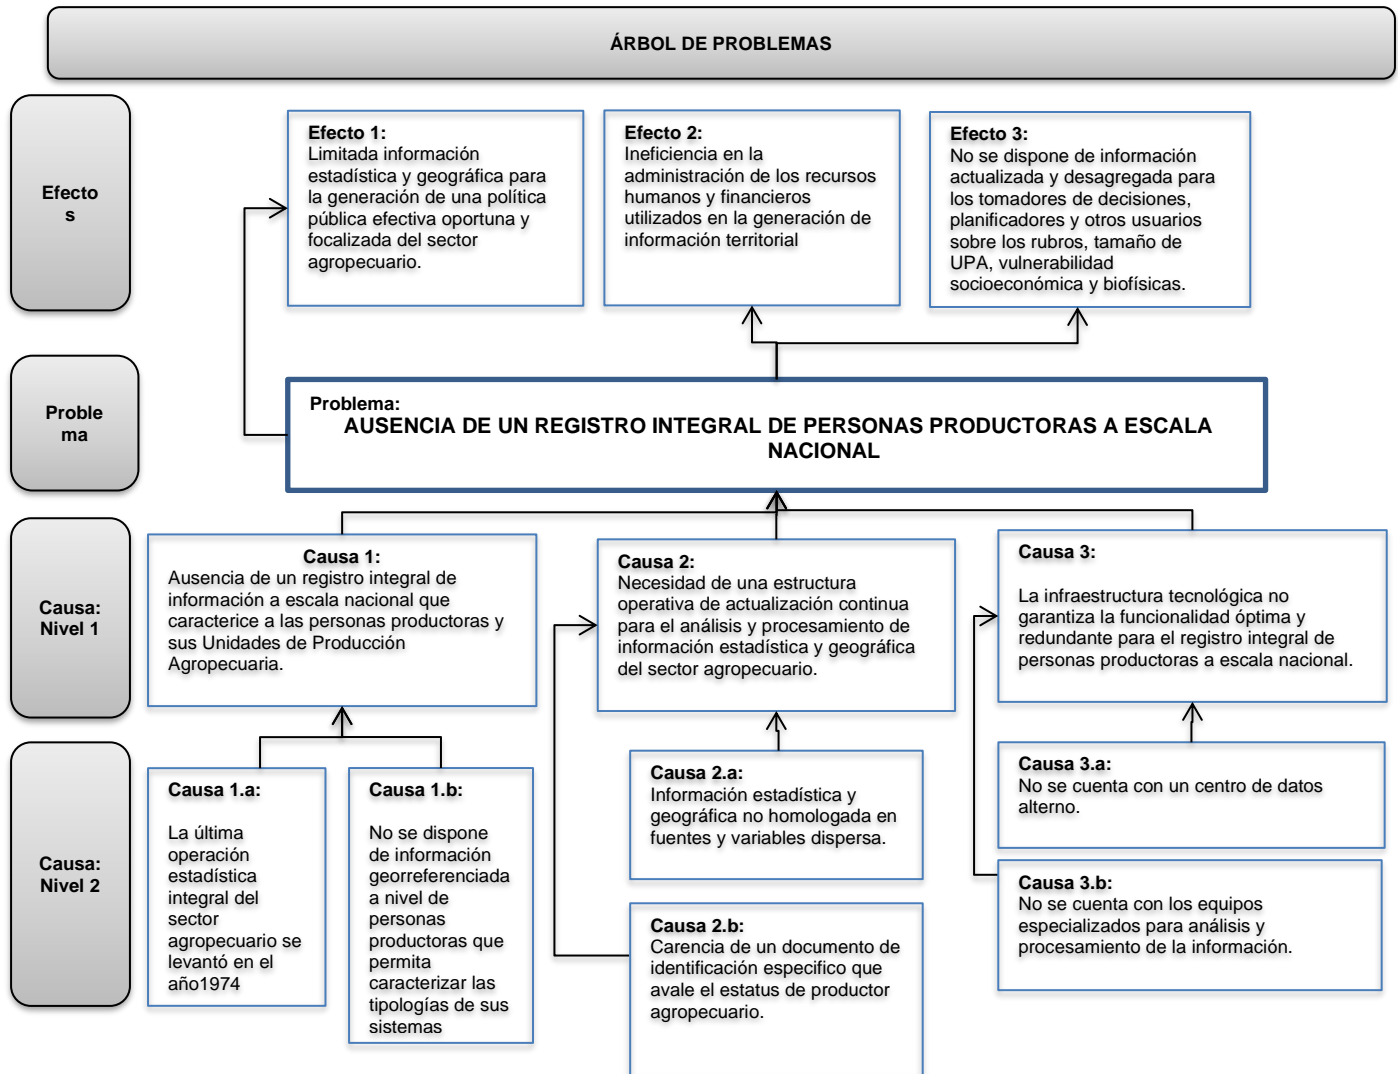 ÁRBOL DE PROBLEMAS
Efecto
s
Efecto 1:
Limitada información
estadística y geográfica para
la generación de una política
pública efectiva oportuna y
focalizada del sector
agropecuario.
Efecto 2:
Ineficiencia en la
administración de los recursos
humanos y financieros
utilizados en la generación de
información territorial
Efecto 3:
No se dispone de información
actualizada y desagregada para
los tomadores de decisiones,
planificadores y otros usuarios
sobre los rubros, tamaño de
UPA, vulnerabilidad
socioeconómica y biofísicas.
Proble
ma
Problema:
AUSENCIA DE UN REGISTRO INTEGRAL DE PERSONAS PRODUCTORAS A ESCALA
NACIONAL
Causa:
Nivel 1
Causa 1:
Ausencia de un registro integral de
información a escala nacional que
caracterice a las personas productoras y
sus Unidades de Producción
Agropecuaria.
Causa 2:
Necesidad de una estructura
operativa de actualización continua
para el análisis y procesamiento de
información estadística y geográfica
del sector agropecuario.
Causa 3:
La infraestructura tecnológica no
garantiza la funcionalidad óptima y
redundante para el registro integral de
personas productoras a escala nacional.
Causa:
Nivel 2
Causa 1.a:
La última
operación
estadística
integral del
sector
agropecuario se
levantó en el
año1974
Causa 1.b:
No se dispone
de información
georreferenciada
a nivel de
personas
productoras que
permita
caracterizar las
tipologías de sus
sistemas
Causa 2.a:
Información estadística y
geográfica no homologada en
fuentes y variables dispersa.
Causa 2.b:
Carencia de un documento de
identificación especifico que
avale el estatus de productor
agropecuario.
Causa 3.a:
No se cuenta con un centro de datos
alterno.
Causa 3.b:
No se cuenta con los equipos
especializados para análisis y
procesamiento de la información.